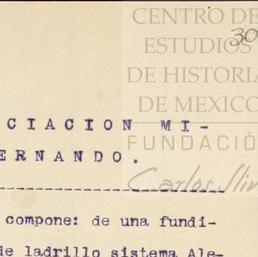 CENTRO DE
ESTUDIOS
DE HISTORIA
DE MEXICO
30
CIACION MI-
FUNDACIÓ
ERNANDO.
Carlos Slim
compone: de una fundi-
de ladrillo sistema Ale-